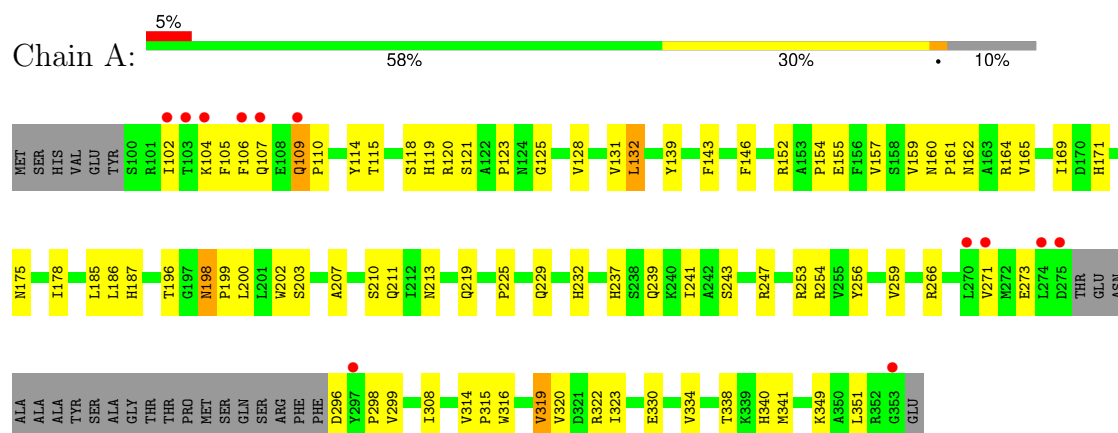 5%
Chain A:
58% 30% • 10%
MET SER HIS VAL GLU TYR S100 R101 I102 T103 K104 F105 F106 Q107 E108 Q109 P110 Y114 T115 S118 H119 R120 S121 A122 P123 N124 G125 V128 V131 L132 Y139 F143 F146 R152 A153 P154 E155 F156 V157 S158 V159 N160 P161 N162 A163 R164 V165 I169 D170 H171
N175 I178 L185 L186 H187 T196 G197 N198 P199 L200 L201 W202 S203 A207 S210 Q211 I212 N213 Q219 P225 Q229 H232 H237 S238 Q239 K240 I241 A242 S243 R247 R253 R254 V255 Y256 V259 R266 L270 V271 M272 E273 L274 D275 THR GLU ASN
ALA ALA ALA TYR SER ALA GLY THR THR PRO MET SER GLN SER ARG PHE PHE D296 Y297 P298 V299 I308 V314 P315 W316 V319 V320 D321 R322 I323 E330 V334 T338 K339 H340 M341 K349 A350 L351 R352 G353 GLU